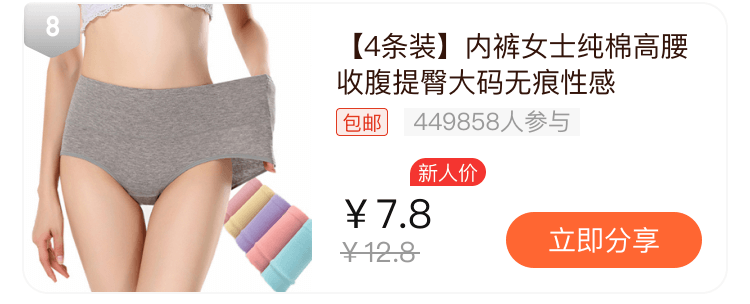 8
【4条装】内裤女士纯棉高腰
收腹提臀大码无痕性感
包邮 449858人参与
新人价
￥7.8
￥12.8
立即分享